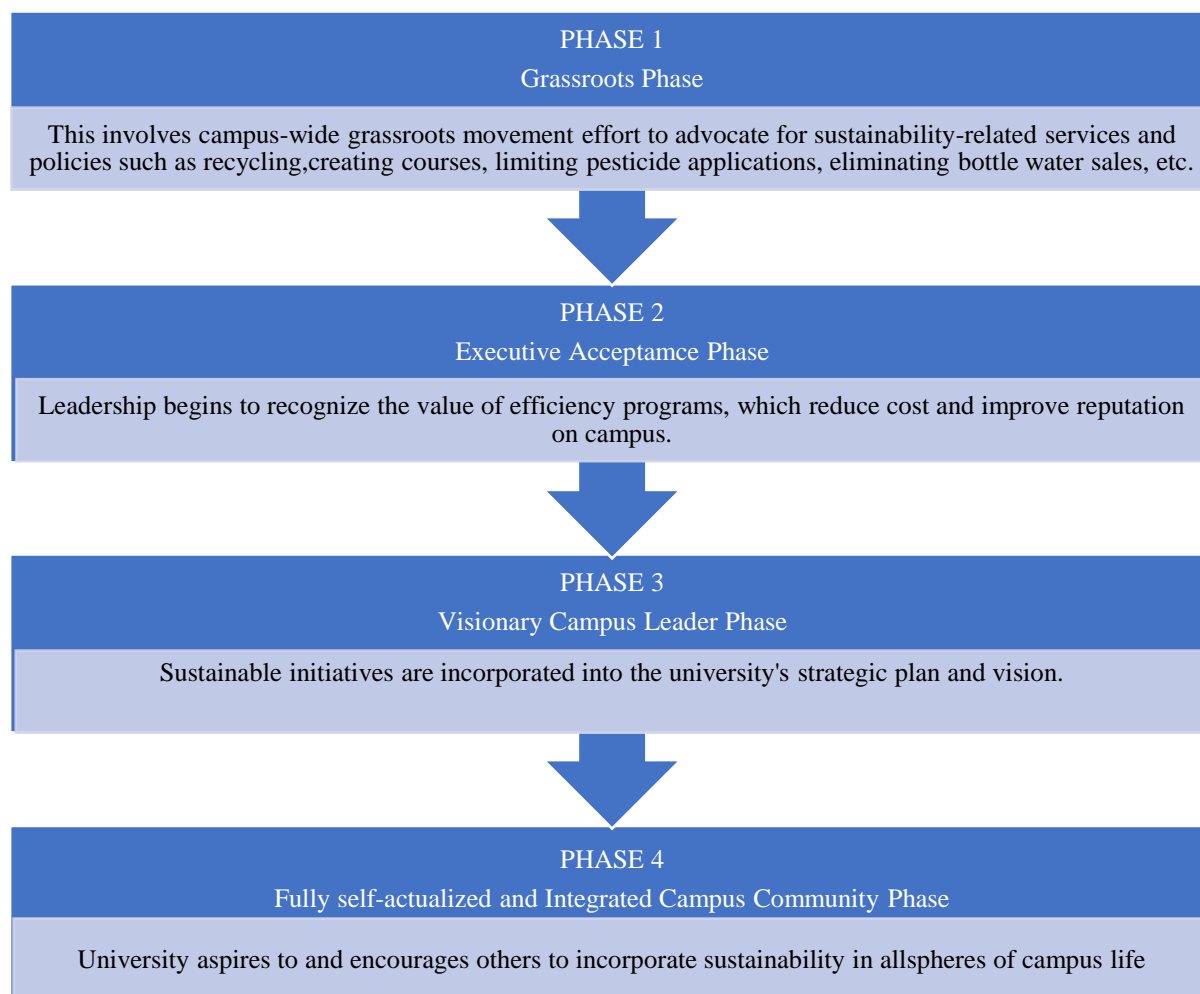 PHASE 1
Grassroots Phase
This involves campus-wide grassroots movement effort to advocate for sustainability-related services and
policies such as recycling,creating courses, limiting pesticide applications, eliminating bottle water sales, etc.
PHASE 2
Executive Acceptamce Phase
Leadership begins to recognize the value of efficiency programs, which reduce cost and improve reputation
on campus.
PHASE 3
Visionary Campus Leader Phase
Sustainable initiatives are incorporated into the university's strategic plan and vision.
PHASE 4
Fully self-actualized and Integrated Campus Community Phase
University aspires to and encourages others to incorporate sustainability in allspheres of campus life